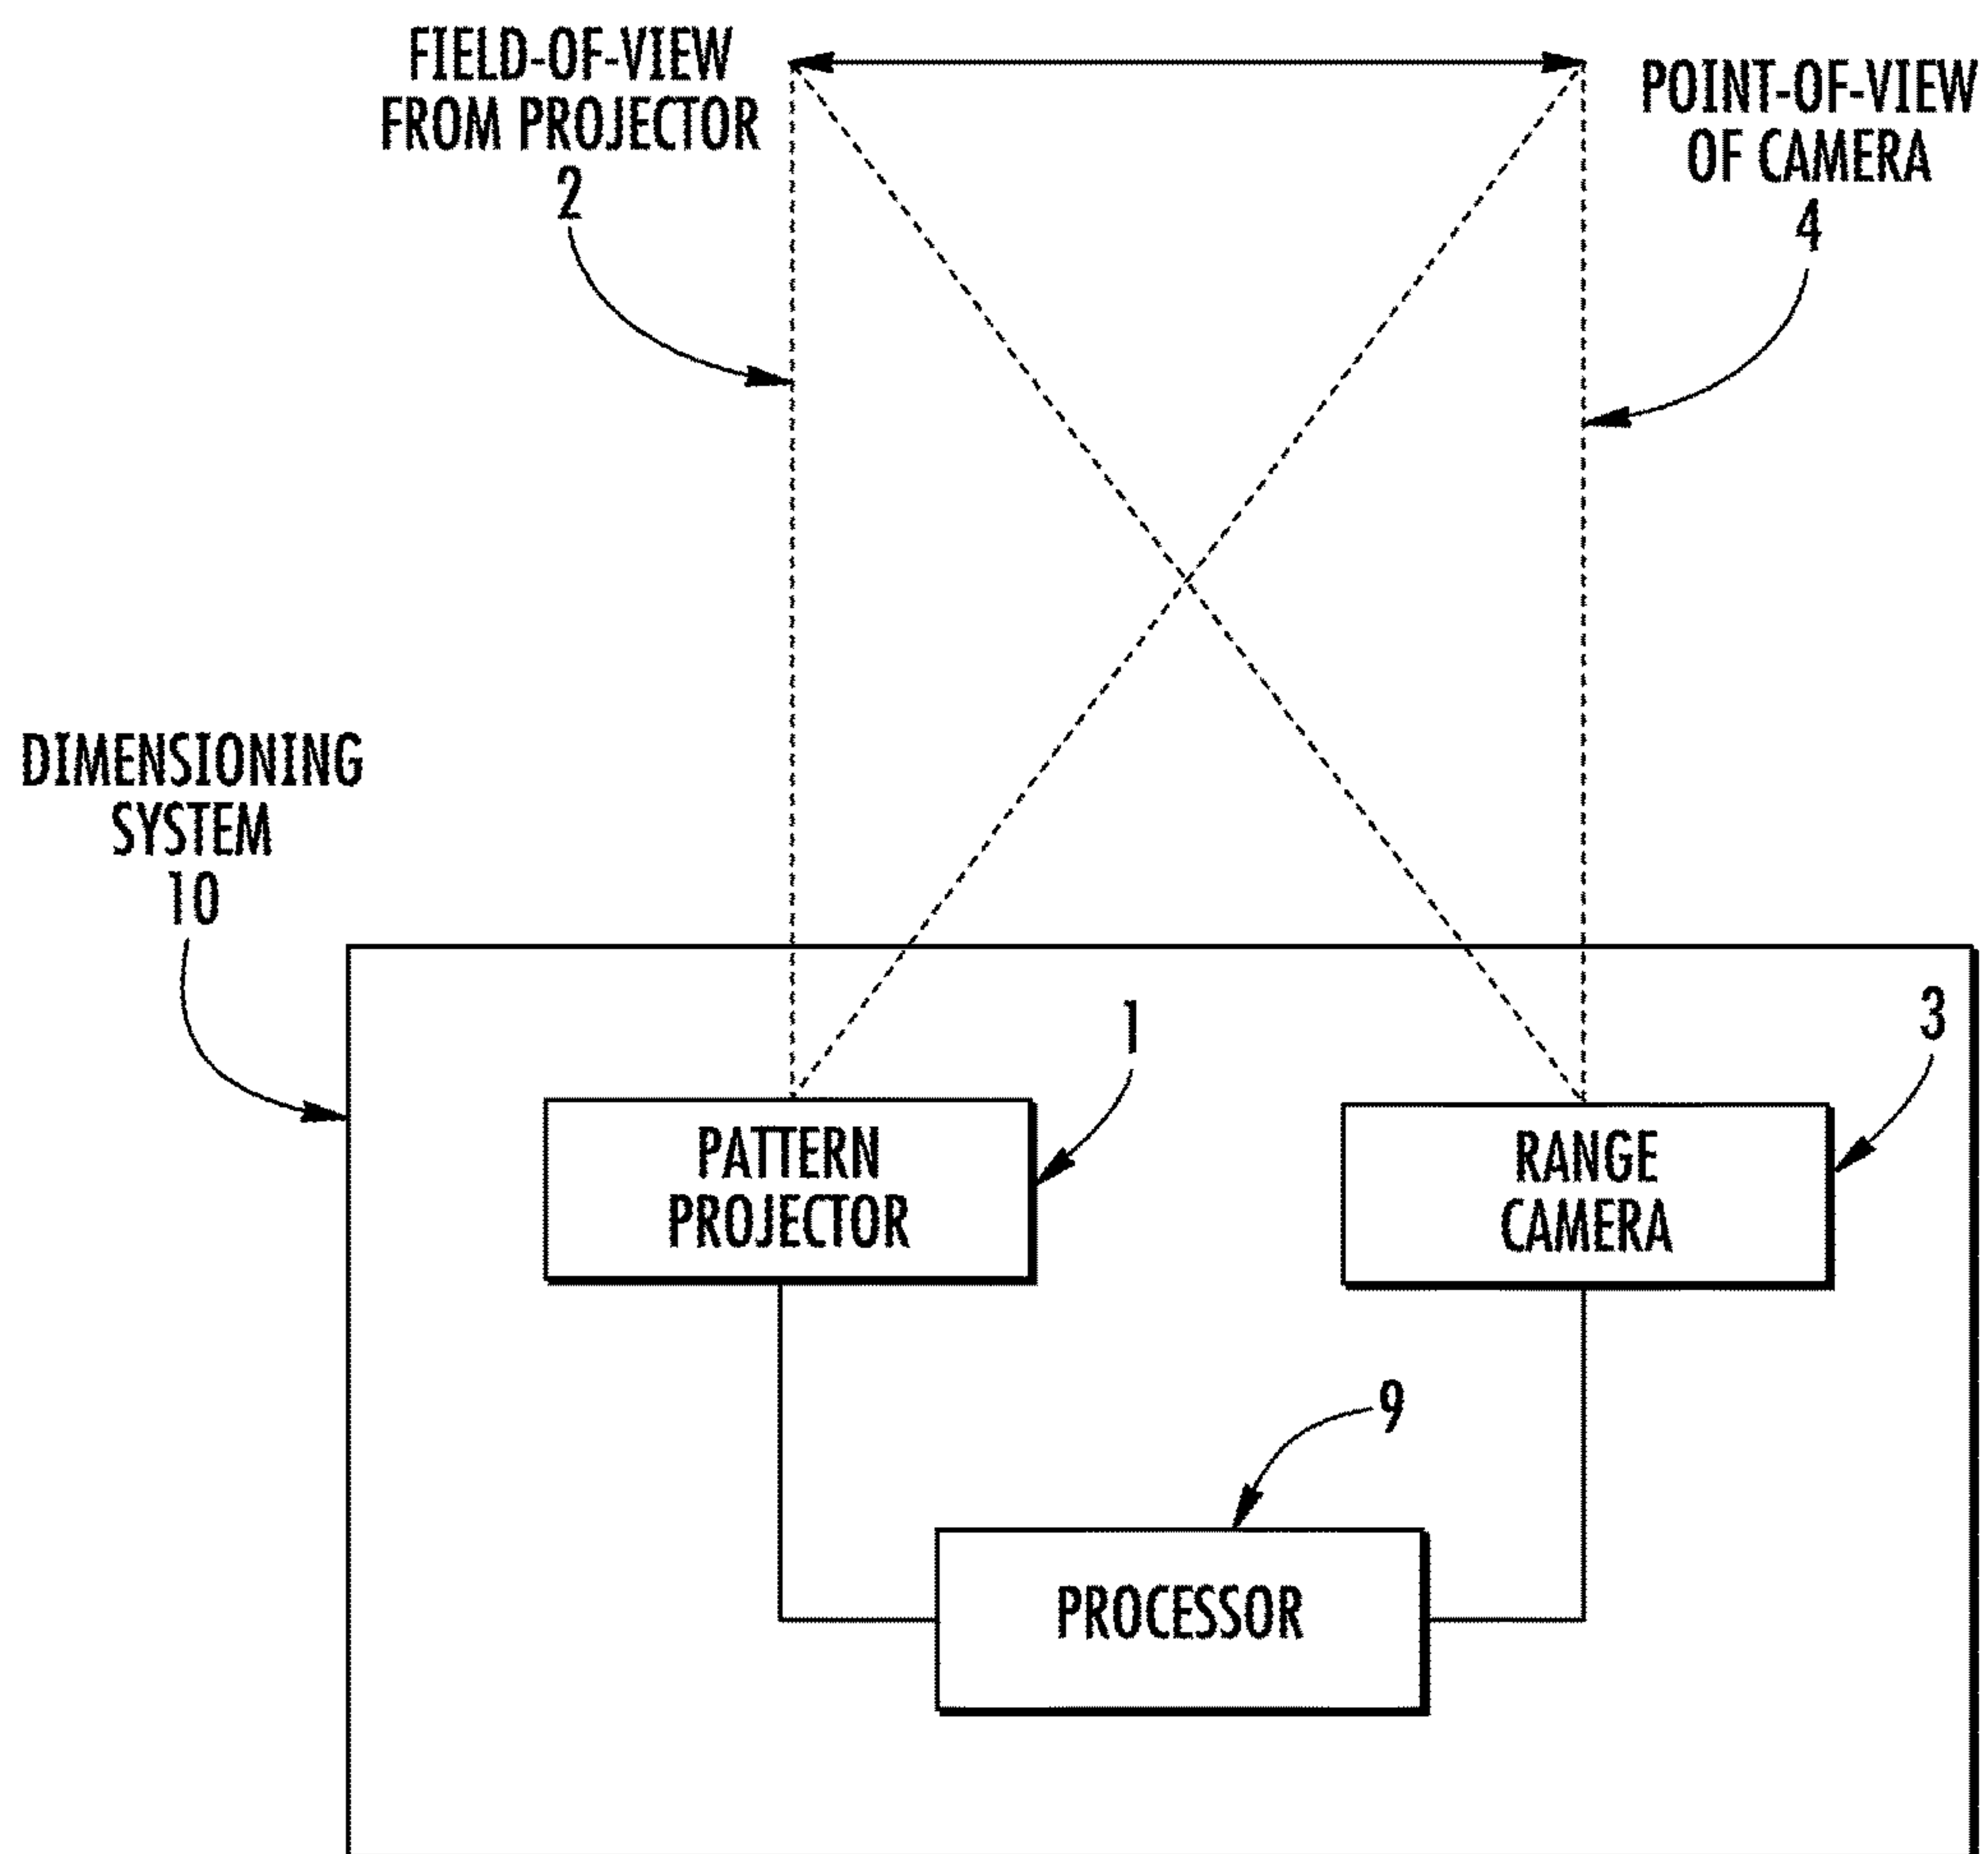 FIELD-OF-VIEW
FROM PROJECTOR
2
POINT-OF-VIEW
OF CAMERA
4
DIMENSIONING
SYSTEM
10
1
3
PATTERN
PROJECTOR
RANGE
CAMERA
9
PROCESSOR